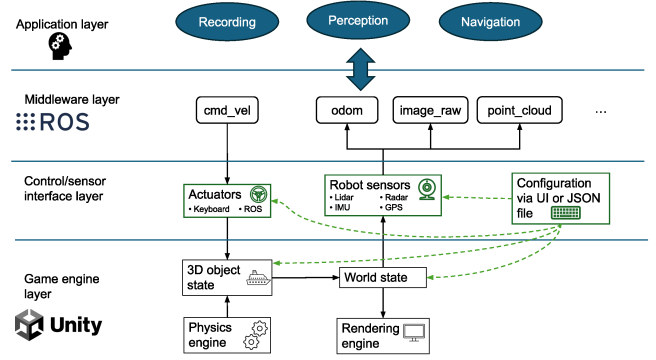 Application layer
Recording
Perception
Navigation
Middleware layer
ROS
cmd_vel
odom
image_raw
point_cloud
...
Control/sensor
interface layer
Actuators
• Keyboard • ROS
Robot sensors
• Lidar • Radar
• IMU • GPS
Configuration
via UI or JSON
file
Game engine
layer
Unity
3D object
state
World state
Physics
engine
Rendering
engine